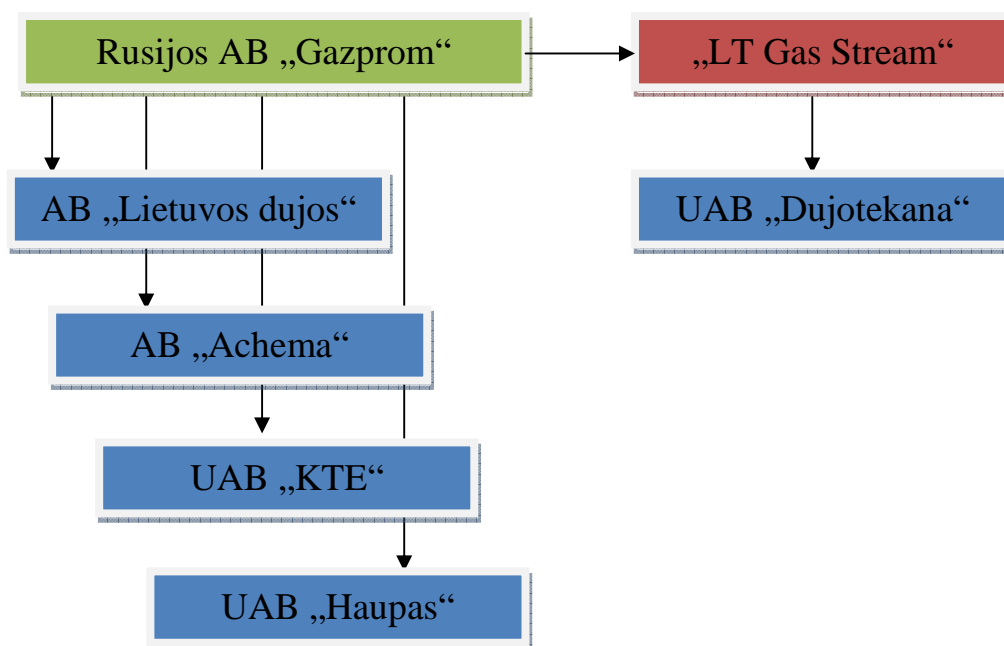 Rusijos AB „Gazprom“
„LT Gas Stream“
AB „Lietuvos dujos“
UAB „Dujotekana“
AB „Achema“
UAB „KTE“
UAB „Haupas“